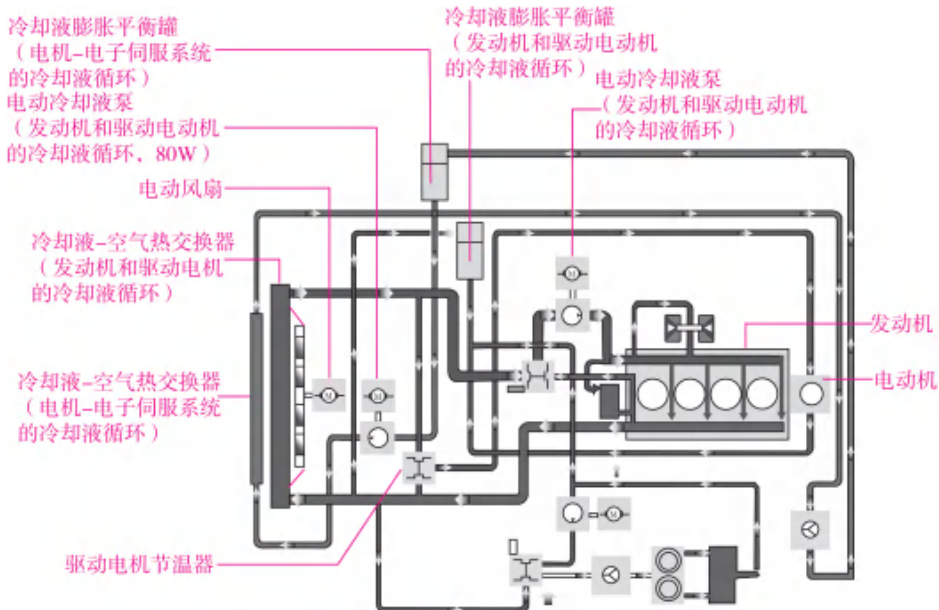 冷却液膨胀平衡罐
（电机-电子伺服系统
的冷却液循环）
电动冷却液泵
（发动机和驱动电动机
的冷却液循环、80W）
电动风扇
冷却液-空气热交换器
（发动机和驱动电机
的冷却液循环）
冷却液-空气热交换器
（电机-电子伺服系统
的冷却液循环）
驱动电机节温器
冷却液膨胀平衡罐
（发动机和驱动电动机
的冷却液循环）
电动冷却液泵
（发动机和驱动电动机
的冷却液循环）
发动机
电动机
M
M
M
M